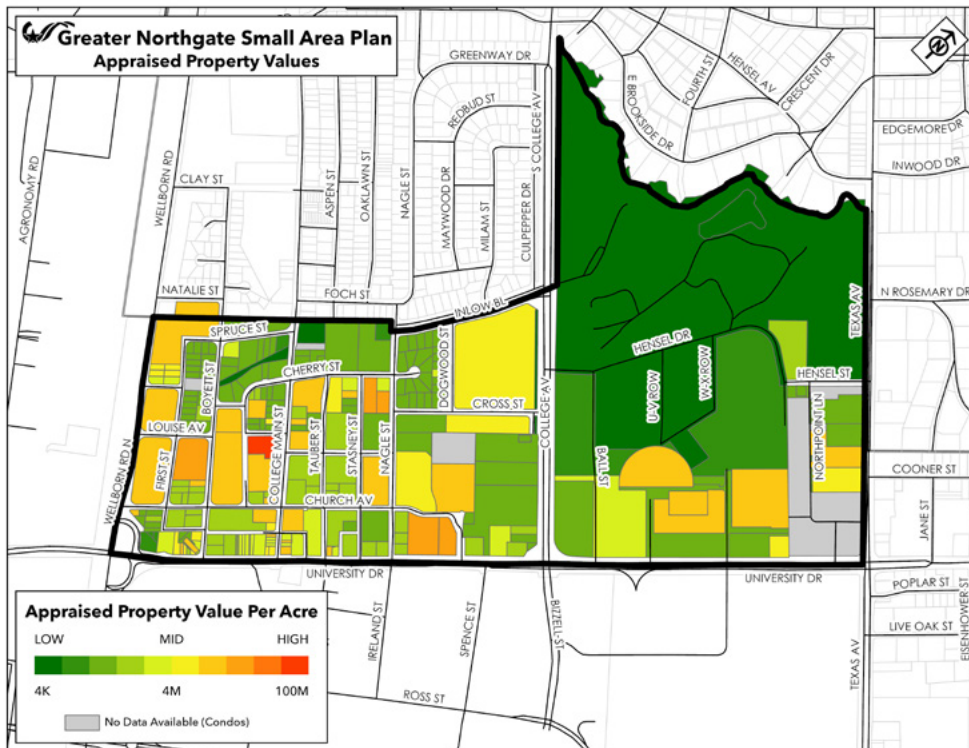 Greater Northgate Small Area Plan
Appraised Property Values
N
GREENWAY DR
REDBUD ST
S COLLEGE AV
E BROOKSIDE DR
FOURTH ST
HENSEL AV
CRESCENT DR
EDGEMORE DR
INWOOD DR
AGRONOMY RD
WELLBORN RD
CLAY ST
ASPEN ST
OAKLAWN ST
NAGLE ST
MAYWOOD DR
MILAM ST
CULPEPPER DR
NATALIE ST
FOCH ST
INLOW BL
N ROSEMARY DR
TEXAS AV
SPRUCE ST
BOYETT ST
CHERRY ST
DOGWOOD ST
HENSEL DR
U-V ROW
W-X ROW
HENSEL ST
CROSS ST
COLLEGE AV
LOUISE AV
FIRST ST
COLLEGE MAIN ST
TAUBER ST
STASNEY ST
NAGLE ST
BALL ST
NORTHPOINT LN
COONER ST
WELLBORN RD N
CHURCH AV
JANE ST
UNIVERSITY DR
UNIVERSITY DR
POPLAR ST
LIVE OAK ST
EISENHOWER ST
IRELAND ST
SPENCE ST
BIZZELL ST
TEXAS AV
ROSS ST
Appraised Property Value Per Acre
LOW MID HIGH
4K 4M 100M
No Data Available (Condos)